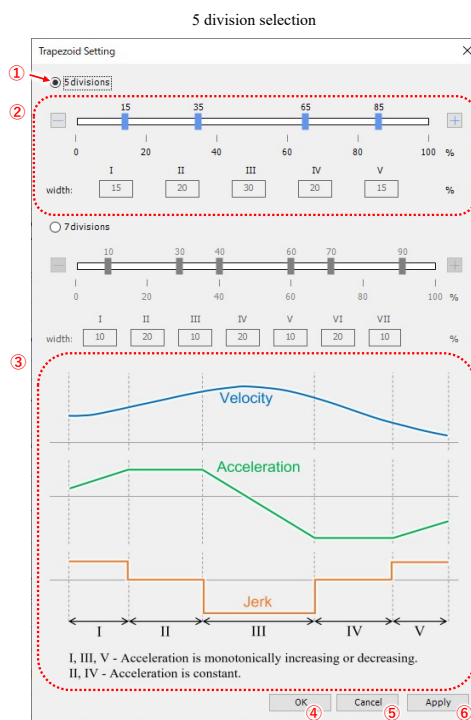 5 division selection
Trapezoid Setting ×
①
5divisions
②
15 35 65 85
− +
0 20 40 60 80 100 %
I II III IV V
width: 15 20 30 20 15 %
7divisions
10 30 40 60 70 90
− +
0 20 40 60 80 100 %
I II III IV V VI VII
width: 10 20 10 20 10 20 10 %
③
Velocity
Acceleration
Jerk
I II III IV V
I, III, V - Acceleration is monotonically increasing or decreasing.
II, IV - Acceleration is constant.
OK Cancel Apply
④ ⑤ ⑥